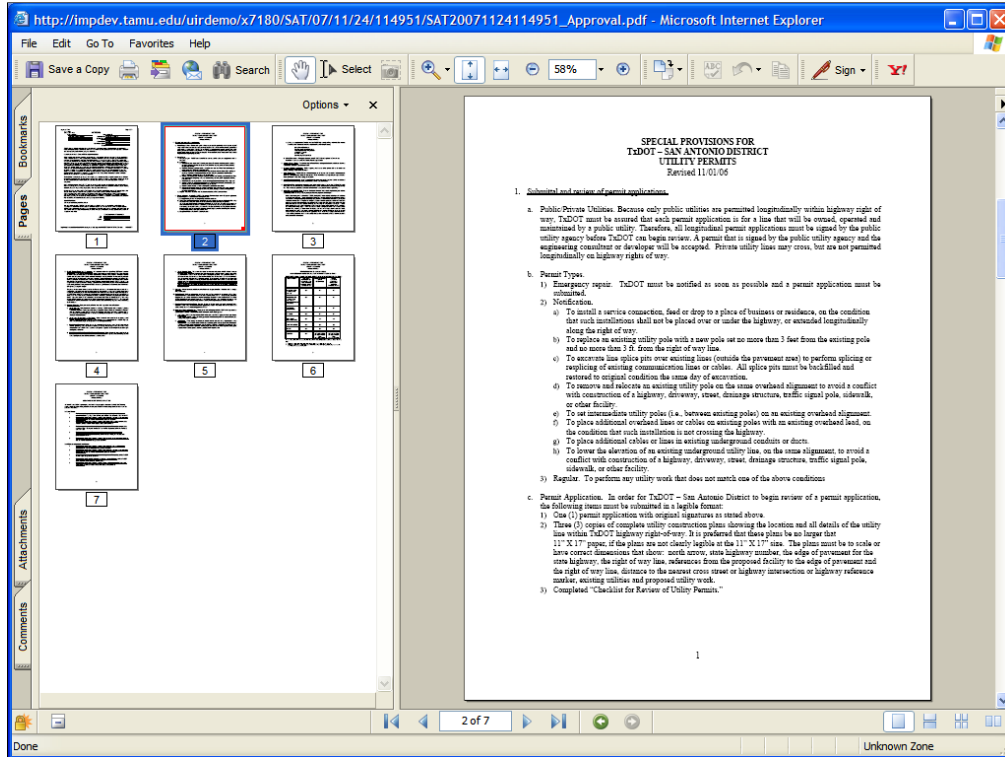 http://impdev.tamu.edu/uirdemo/x7180/SAT/07/11/24/114951/SAT20071124114951_Approval.pdf - Microsoft Internet Explorer
File Edit Go To Favorites Help
Save a Copy Search Select 58% Sign Y!
Options
Bookmarks
Pages
Attachments
Comments
1 2 3
4 5 6
7
SPECIAL PROVISIONS FOR
TxDOT – SAN ANTONIO DISTRICT
UTILITY PERMITS
Revised 11/01/06
1. Submittal and review of permit applications.
a. Public/Private Utilities. Because only public utilities are permitted longitudinally within highway right of
way, TxDOT must be assured that each permit application is for a line that will be owned, operated and
maintained by a public utility. Therefore, all longitudinal permit applications must be signed by the public
utility agency before TxDOT can begin review. A permit that is signed by the public utility agency and the
engineering consultant or developer will be accepted. Private utility lines may cross, but are not permitted
longitudinally on highway rights of way.
b. Permit Types.
1) Emergency repair. TxDOT must be notified as soon as possible and a permit application must be
submitted.
2) Notification.
a) To install a service connection, feed or drop to a place of business or residence, on the condition
that such installations shall not be placed over or under the highway, or extended longitudinally
along the right of way.
b) To replace an existing utility pole with a new pole set no more than 3 feet from the existing pole
and no more than 3 ft. from the right of way line.
c) To excavate line splice pits over existing lines (outside the pavement area) to perform splicing or
resplicing of existing communication lines or cables. All splice pits must be backfilled and
restored to original condition the same day of excavation.
d) To remove and relocate an existing utility pole on the same overhead alignment to avoid a conflict
with construction of a highway, driveway, street, drainage structure, traffic signal pole, sidewalk,
or other facility.
e) To set intermediate utility poles (i.e., between existing poles) on an existing overhead alignment.
f) To place additional overhead lines or cables on existing poles with an existing overhead lead, on
the condition that such installation is not crossing the highway.
g) To place additional cables or lines in existing underground conduits or ducts.
h) To lower the elevation of an existing underground utility line, on the same alignment, to avoid a
conflict with construction of a highway, driveway, street, drainage structure, traffic signal pole,
sidewalk, or other facility.
3) Regular. To perform any utility work that does not match one of the above conditions
c. Permit Application. In order for TxDOT – San Antonio District to begin review of a permit application,
the following items must be submitted in a legible format:
1) One (1) permit application with original signatures as stated above.
2) Three (3) copies of complete utility construction plans showing the location and all details of the utility
line within TxDOT highway right-of-way. It is preferred that these plans be no larger that
11" X 17" paper, if the plans are not clearly legible at the 11" X 17" size. The plans must be to scale or
have correct dimensions that show: north arrow, state highway number, the edge of pavement for the
state highway, the right of way line, references from the proposed facility to the edge of pavement and
the right of way line, distance to the nearest cross street or highway intersection or highway reference
marker, existing utilities and proposed utility work.
3) Completed "Checklist for Review of Utility Permits."
1
2 of 7
Done Unknown Zone